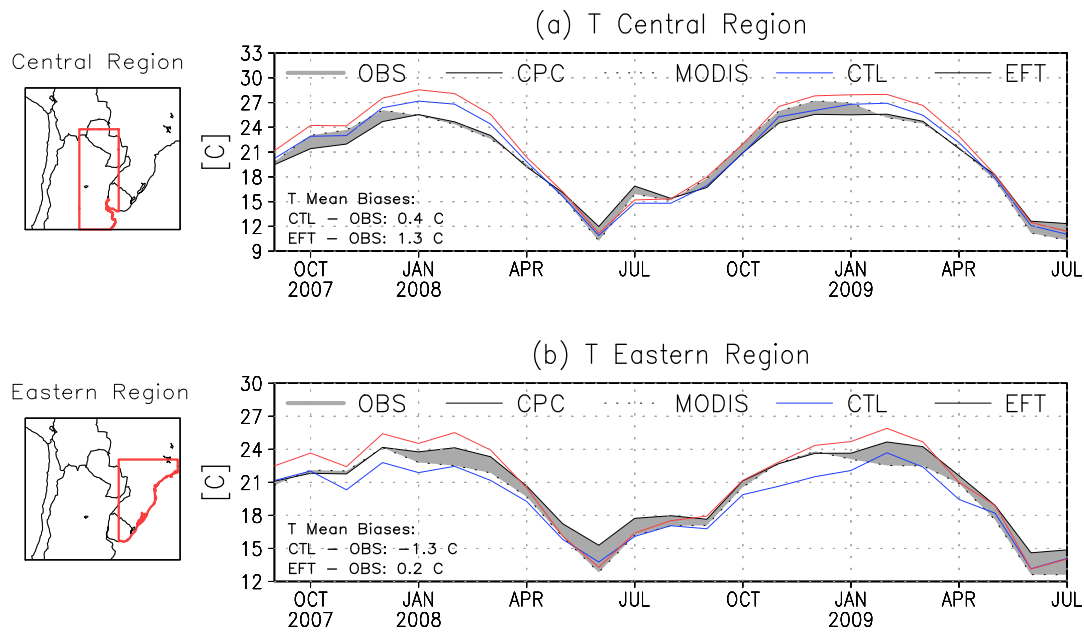 (a) T Central Region
Central Region
[C]
33
30
27
24
21
18
15
12
9
OBS CPC MODIS CTL EFT
T Mean Biases:
CTL - OBS: 0.4 C
EFT - OBS: 1.3 C
OCT JAN APR JUL OCT JAN APR JUL
2007 2008 2009
(b) T Eastern Region
Eastern Region
[C]
30
27
24
21
18
15
12
OBS CPC MODIS CTL EFT
T Mean Biases:
CTL - OBS: -1.3 C
EFT - OBS: 0.2 C
OCT JAN APR JUL OCT JAN APR JUL
2007 2008 2009